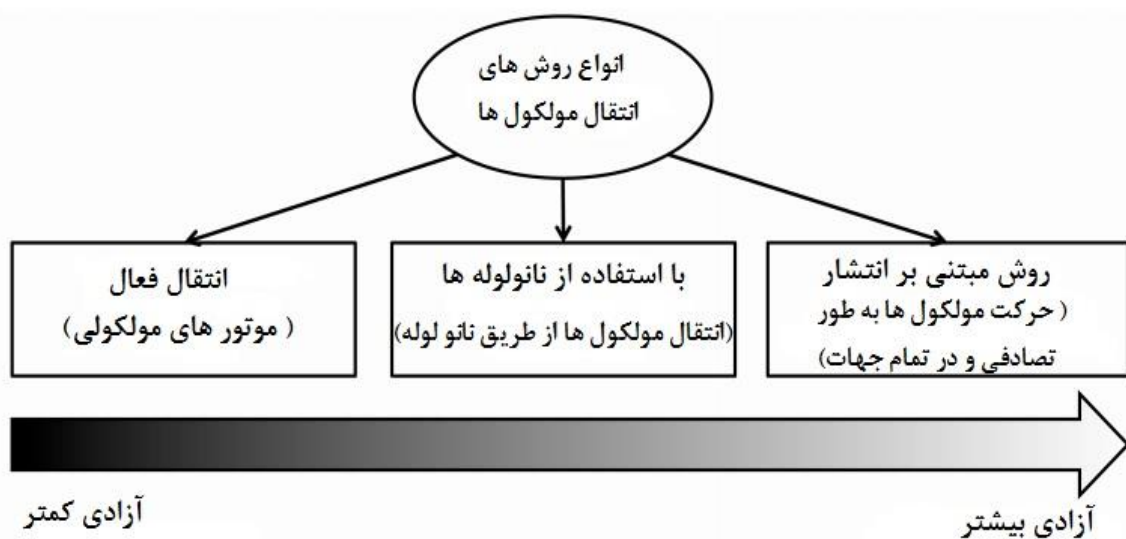 انواع روش های
انتقال مولکول ها
روش مبتنی بر انتشار
( حرکت مولکول ها به طور
تصادفی و در تمام جهات)
با استفاده از نانولوله ها
(انتقال مولکول ها از طریق نانو لوله)
انتقال فعال
( موتور های مولکولی)
آزادی بیشتر
آزادی کمتر